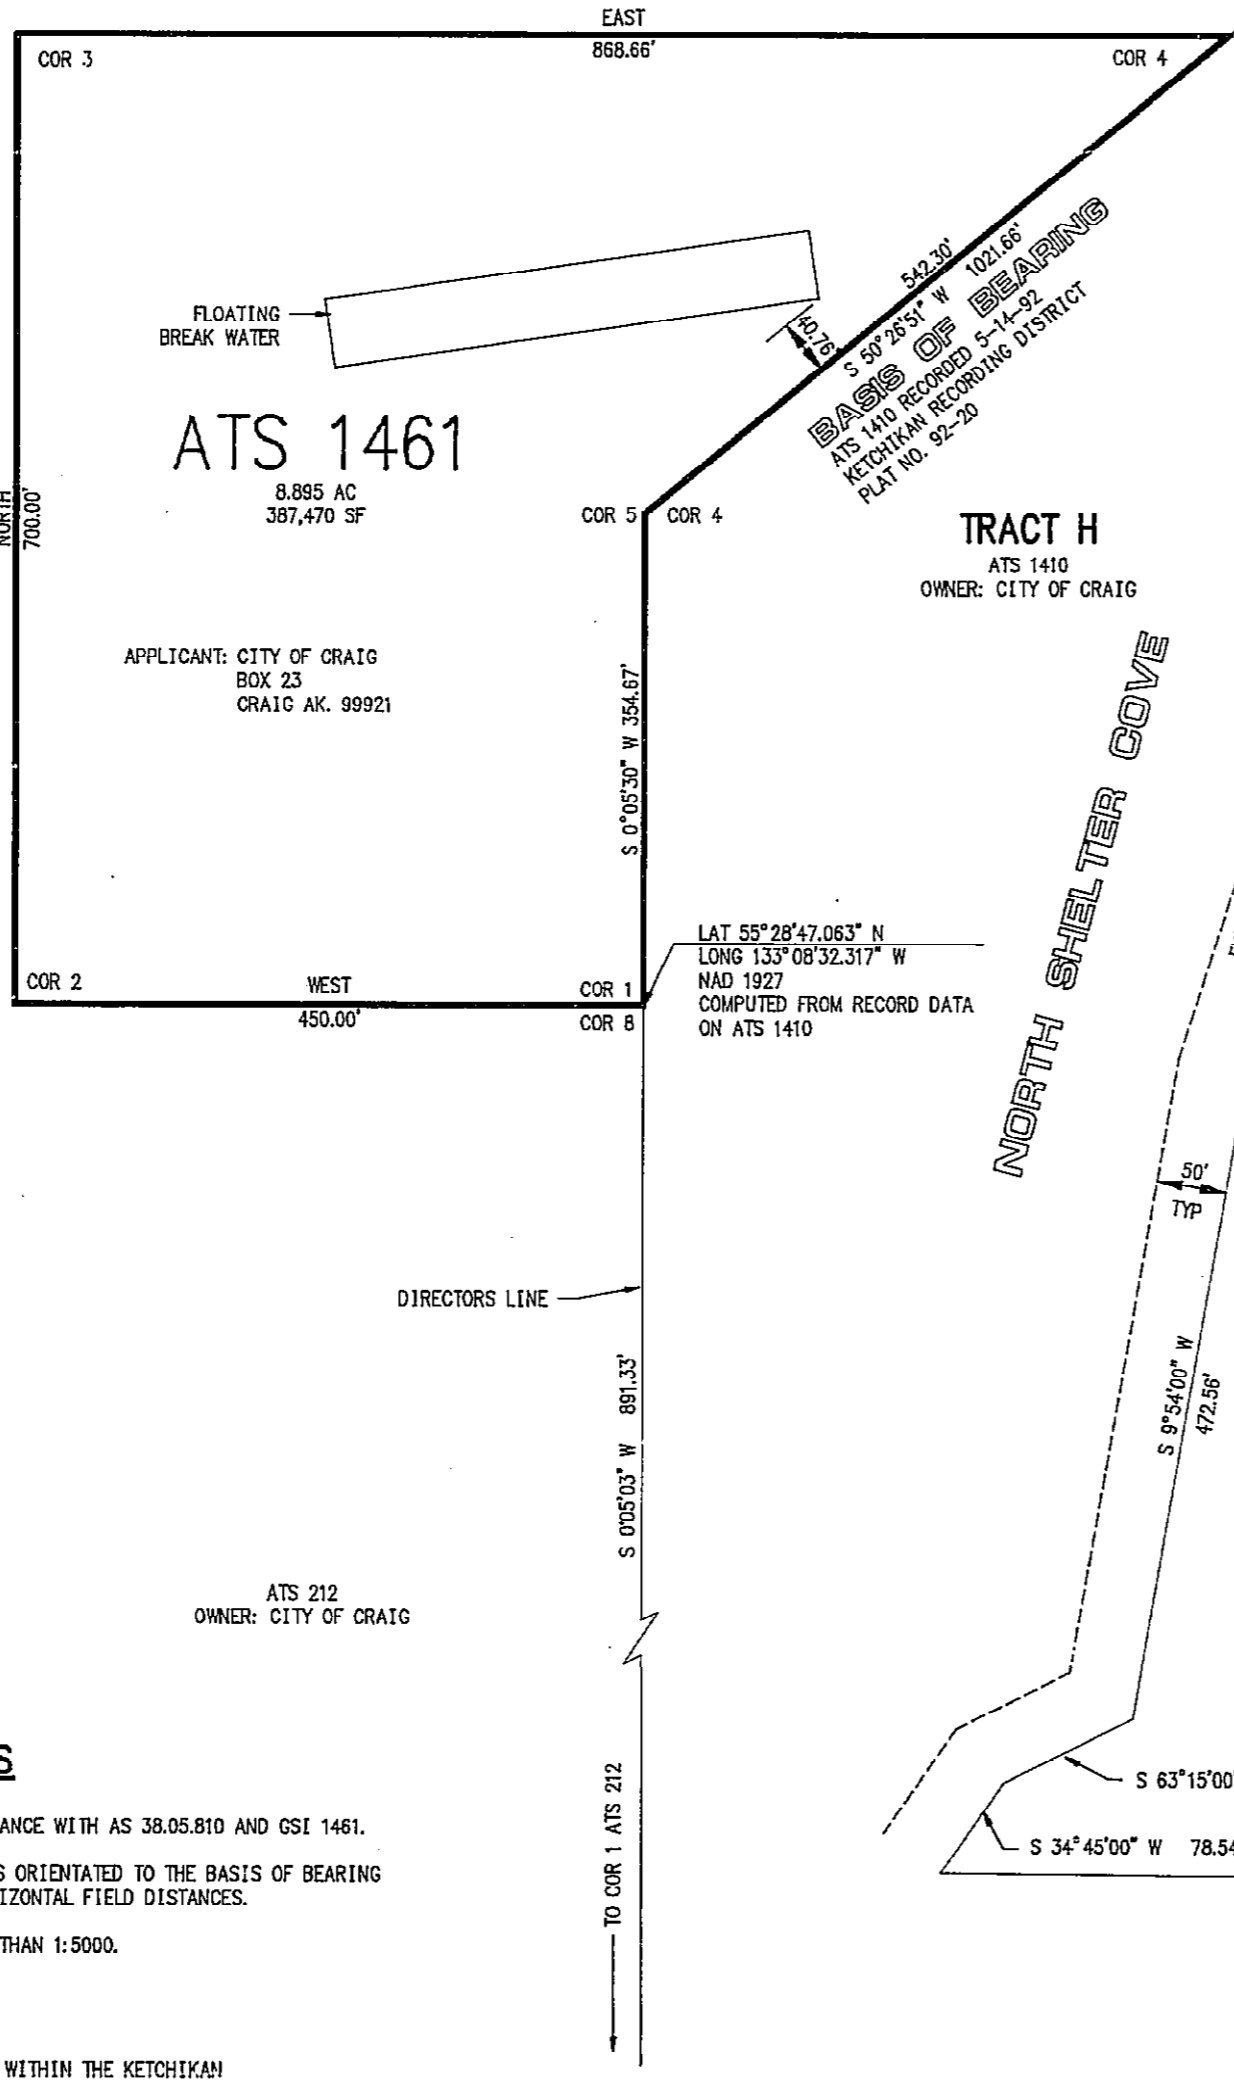 EAST
868.66'
COR 3
COR 4
FLOATING
BREAK WATER
40.76'
542.30'
S 50°26'51" W 1021.66'
BASIS OF BEARING
ATS 1410 RECORDED 5-14-92
KETCHIKAN RECORDING DISTRICT
PLAT NO. 92-20
ATS 1461
8.895 AC
387,470 SF
NORTH
700.00'
COR 5
COR 4
TRACT H
ATS 1410
OWNER: CITY OF CRAIG
APPLICANT: CITY OF CRAIG
BOX 23
CRAIG AK. 99921
S 0°05'30" W 354.67'
NORTH SHELTER COVE
LAT 55°28'47.063" N
LONG 133°08'32.317" W
NAD 1927
COMPUTED FROM RECORD DATA
ON ATS 1410
COR 2
WEST
COR 1
450.00'
COR 8
50'
TYP
DIRECTORS LINE
S 0°05'03" W 891.33'
S 9°54'00" W
472.56'
ATS 212
OWNER: CITY OF CRAIG
S
TO COR 1 ATS 212
S 63°15'00"
ANCE WITH AS 38.05.810 AND GSI 1461.
S 34°45'00" W 78.54
S ORIENTATED TO THE BASIS OF BEARING
IZONTAL FIELD DISTANCES.
THAN 1:5000.
WITHIN THE KETCHIKAN